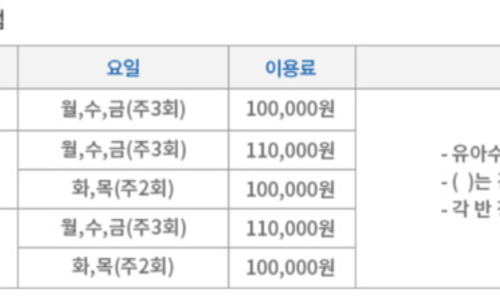 요일 이용료
월,수,금(주3회) 100,000원
월,수,금(주3회) 110,000원
- 유아수
화,목(주2회) 100,000원
- ( )는
- 각 반
월,수,금(주3회) 110,000원
화,목(주2회) 100,000원